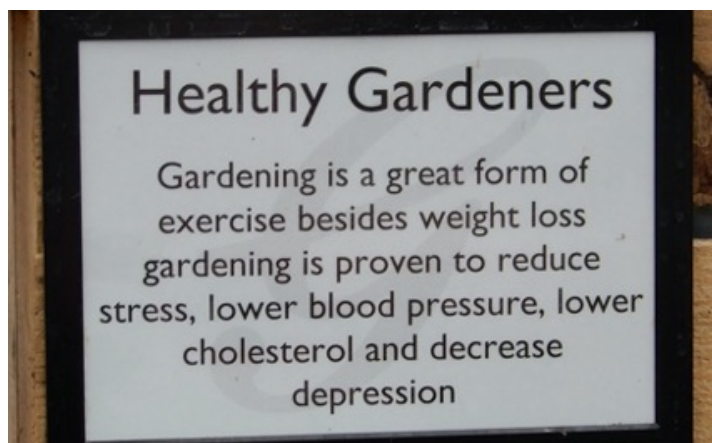 Healthy Gardeners
Gardening is a great form of
exercise besides weight loss
gardening is proven to reduce
stress, lower blood pressure, lower
cholesterol and decrease
depression